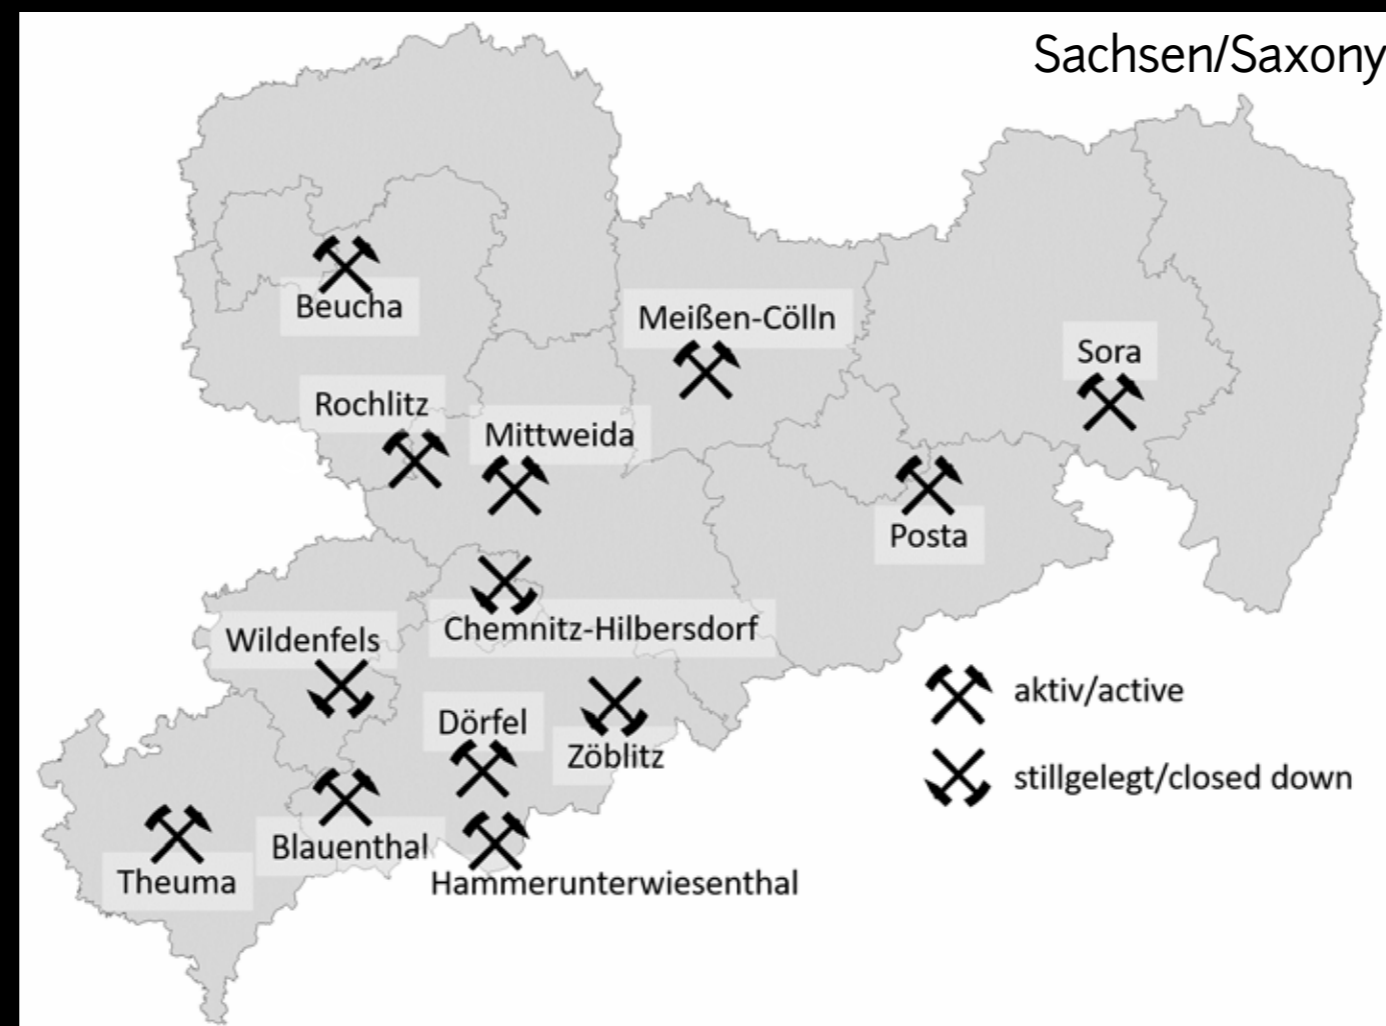 Sachsen/Saxony
Beucha
Meißen-Cölln
Sora
Rochlitz
Mittweida
Posta
Chemnitz-Hilbersdorf
Wildenfels
Dörfel
Zöblitz
Blauenthal
Theuma
Hammerunterwiesenthal
aktiv/active
stillgelegt/closed down